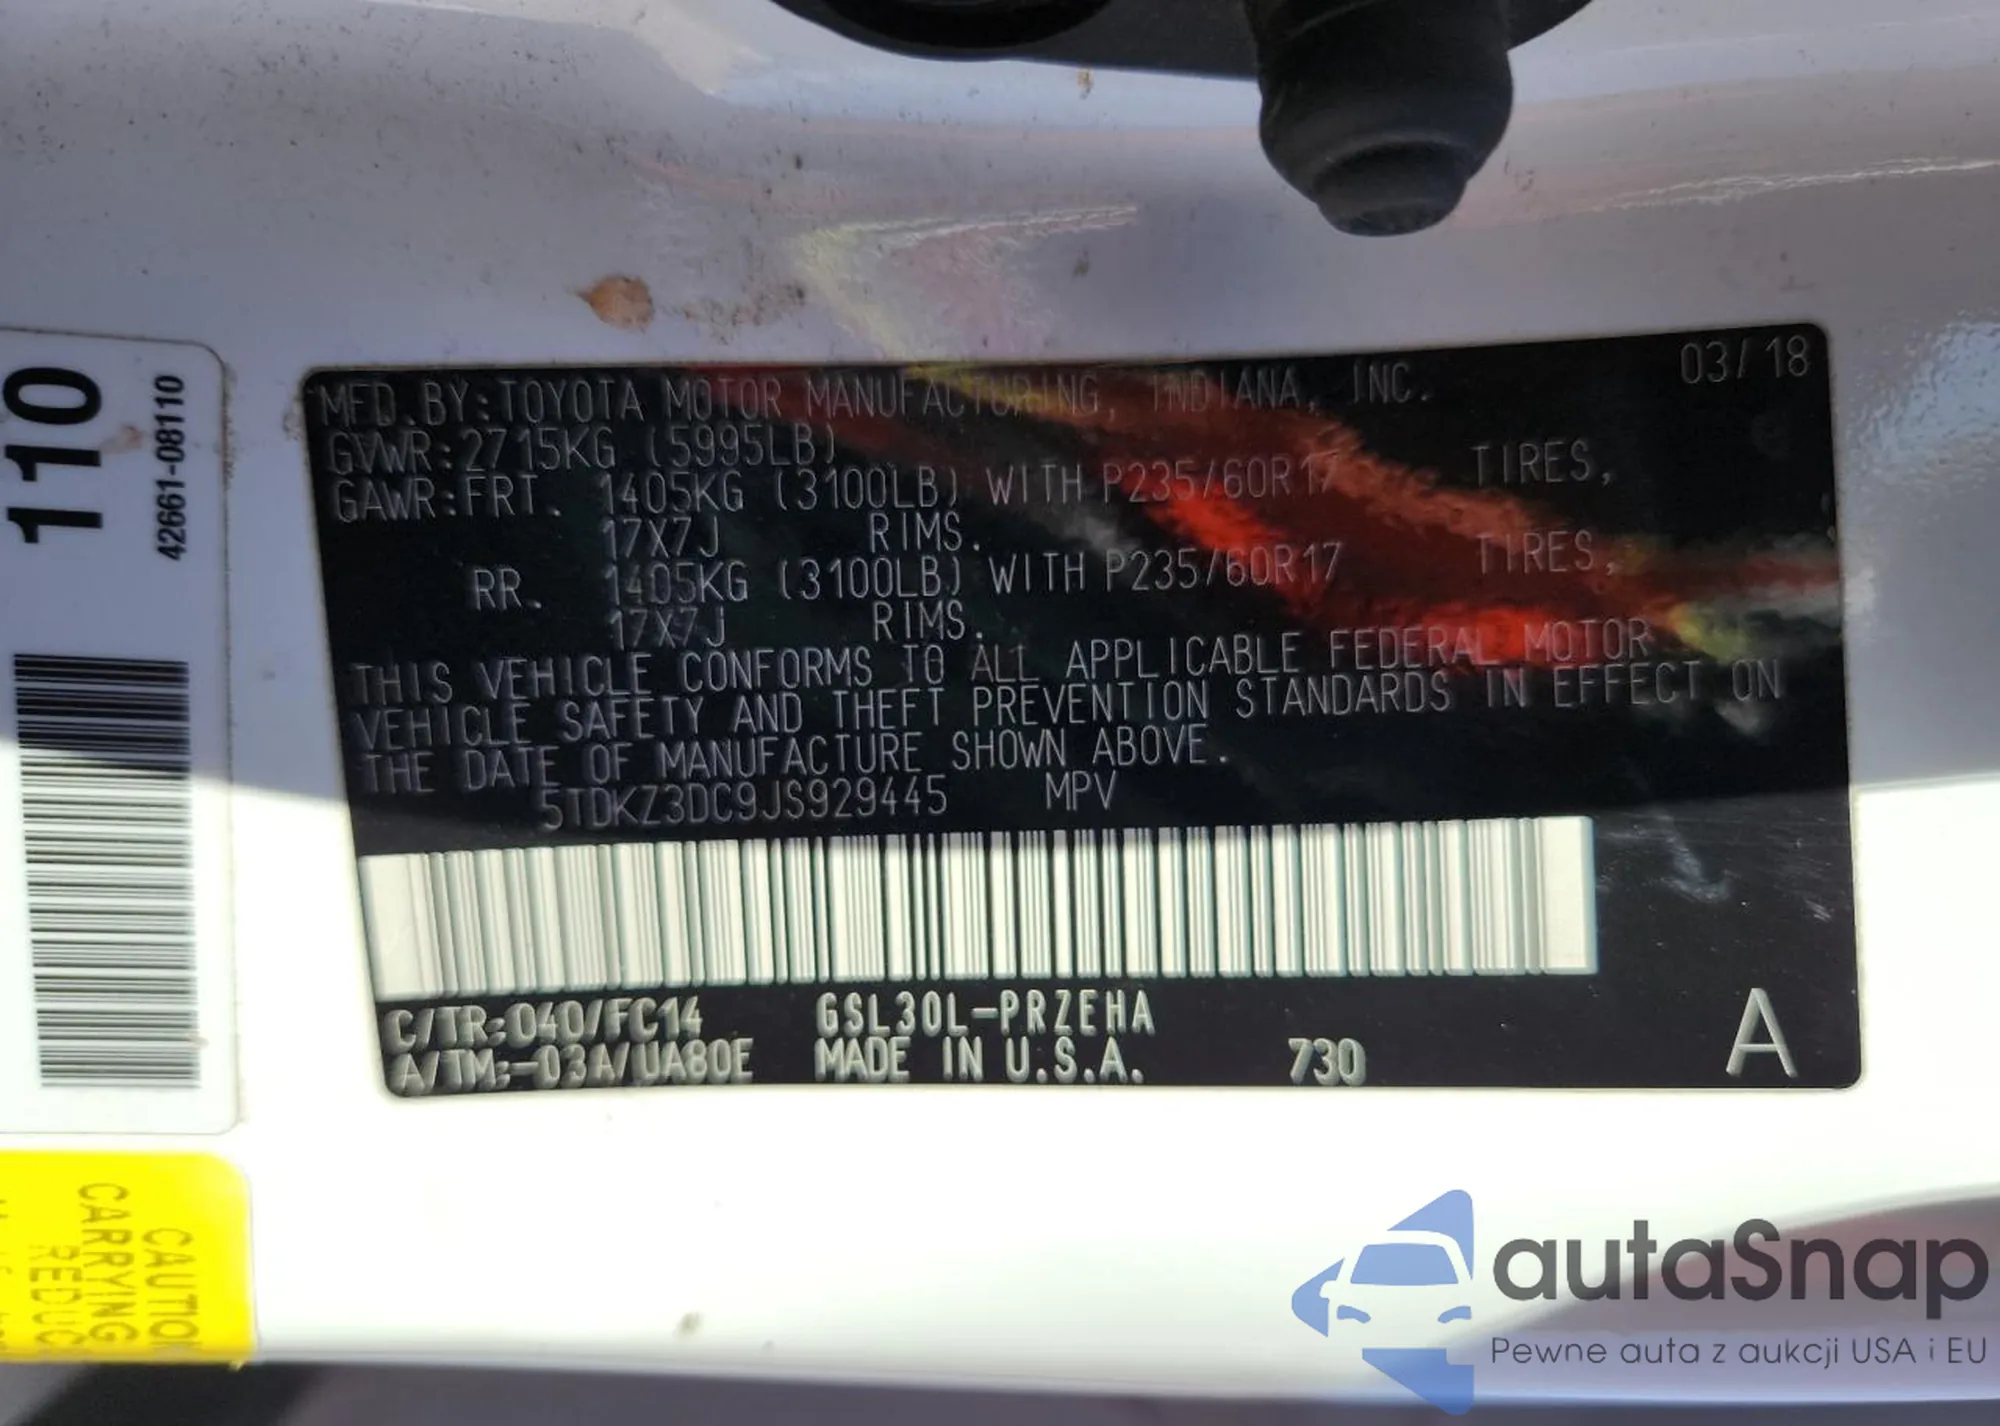 110
42661-08110
MFD.BY:TOYOTA MOTOR MANUFACTURING, INDIANA, INC. 03/18
GVWR:2715KG (5995LB)
GAWR:FRT. 1405KG (3100LB) WITH P235/60R17 TIRES,
17X7J RIMS.
RR. 1405KG (3100LB) WITH P235/60R17 TIRES,
17X7J RIMS.
THIS VEHICLE CONFORMS TO ALL APPLICABLE FEDERAL MOTOR
VEHICLE SAFETY AND THEFT PREVENTION STANDARDS IN EFFECT ON
THE DATE OF MANUFACTURE SHOWN ABOVE.
5TDKZ3DC9JS929445 MPV
C/TR:040/FC14 GSL30L-PRZEHA
A/TM:-03A/UA80E MADE IN U.S.A. 730 A
CAUTION
CARRYING
REDUC
autaSnap
Pewne auta z aukcji USA i EU